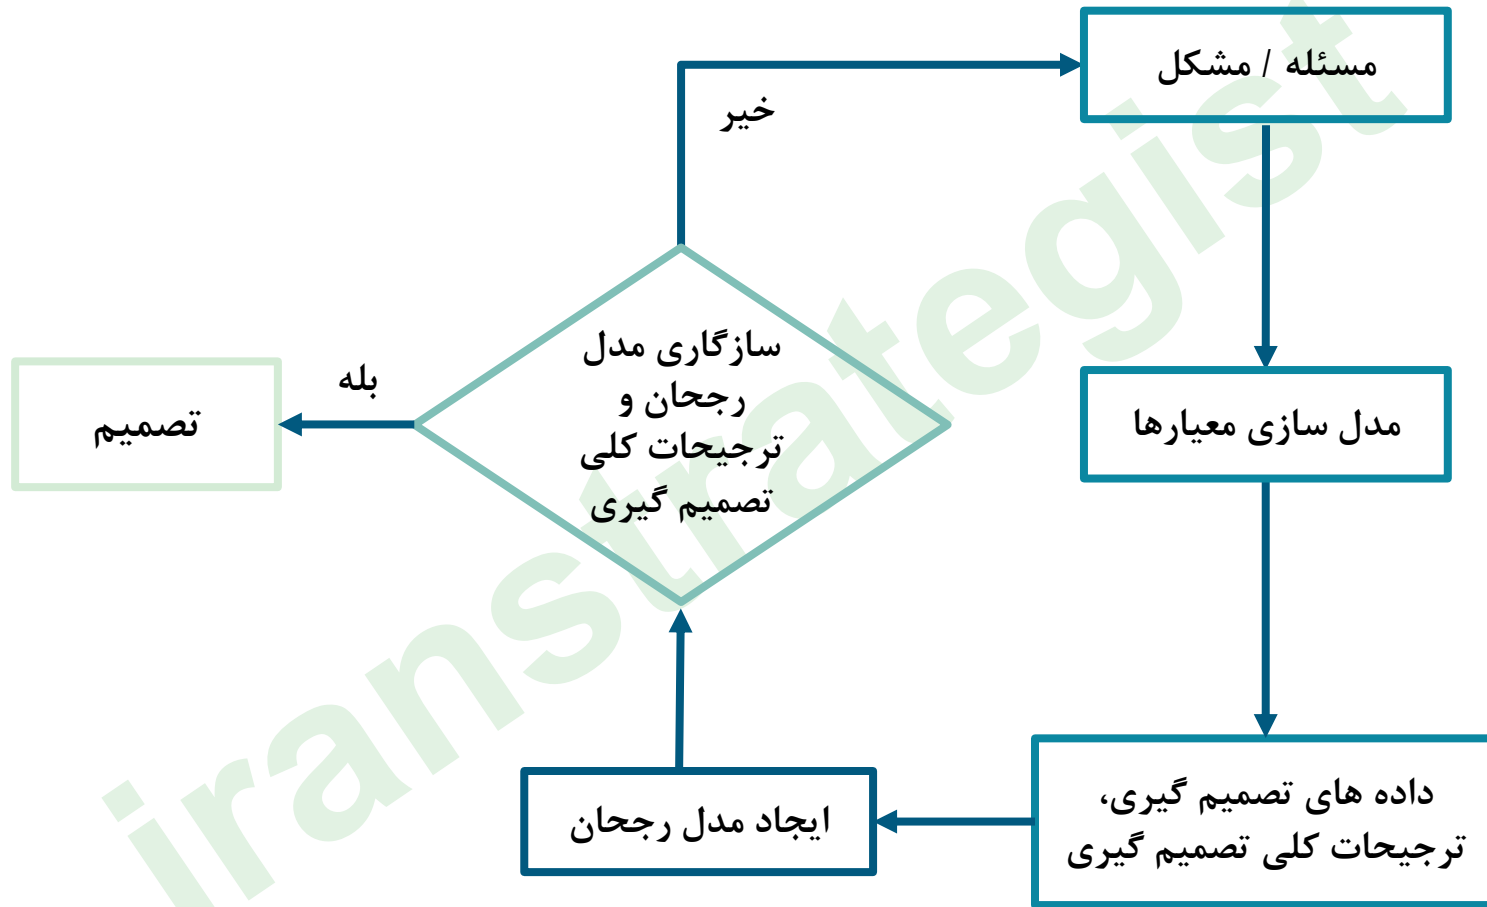 مسئله / مشکل
خیر
سازگاری مدل
رجحان و
ترجیحات کلی
تصمیم گیری
بله
تصمیم
مدل سازی معیارها
داده های تصمیم گیری،
ترجیحات کلی تصمیم گیری
ایجاد مدل رجحان
iranstrategist